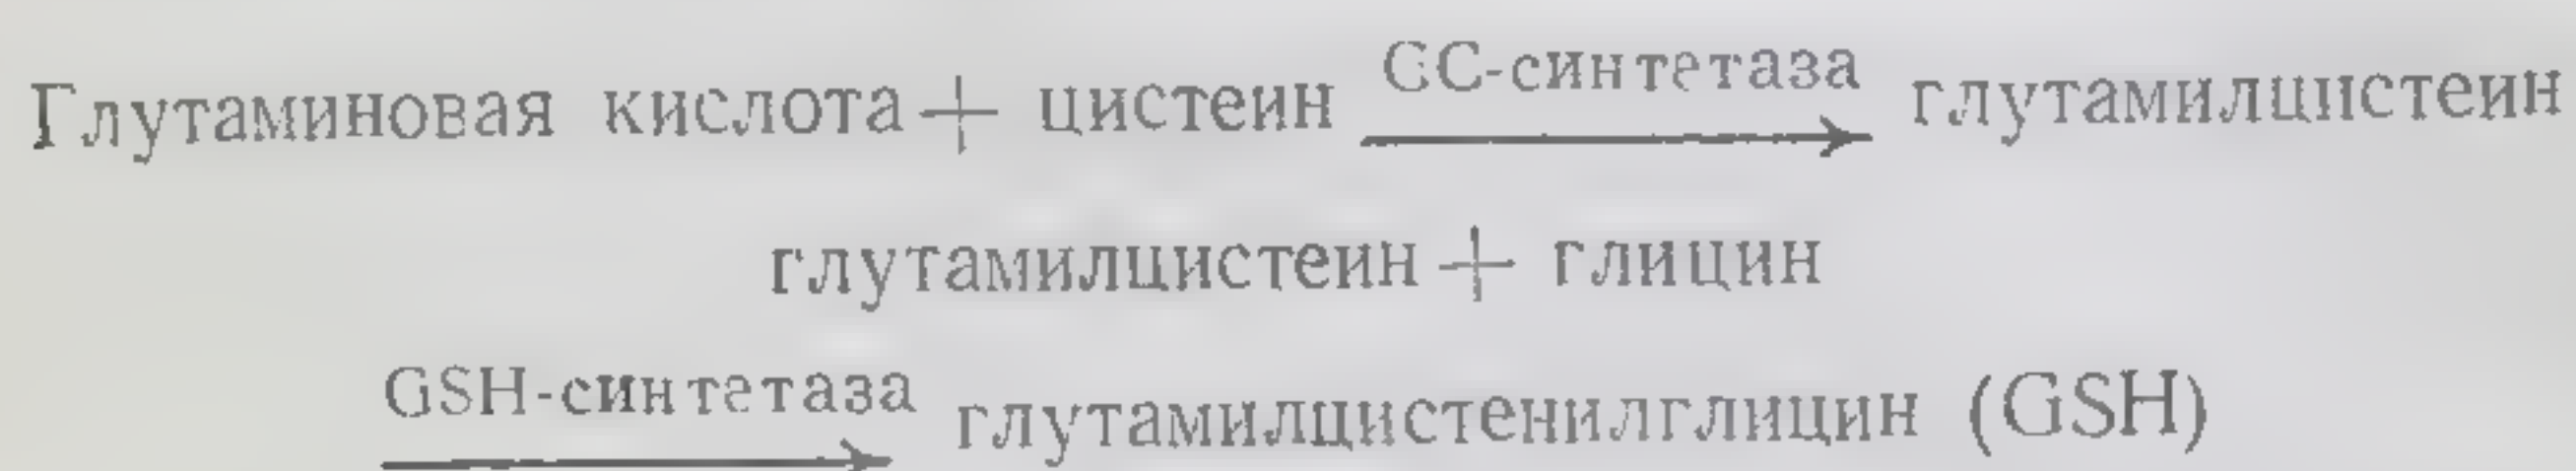 Глутаминовая кислота + цистеин GC-синтетаза → глутамилцистеин
глутамилцистеин + глицин
GSH-синтетаза → глутамилцистенилглицин (GSH)